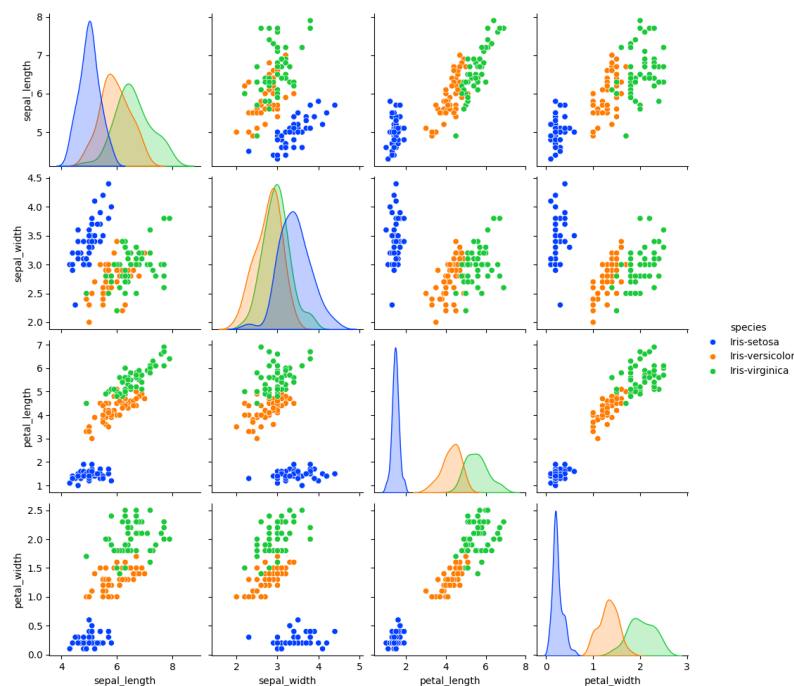 8
7
6
5
sepal_length
4.5
4.0
3.5
3.0
2.5
2.0
sepal_width
species
Iris-setosa
Iris-versicolor
Iris-virginica
7
6
5
4
3
2
1
petal_length
2.5
2.0
1.5
1.0
0.5
0.0
petal_width
4 6 8
sepal_length
2 3 4 5
sepal_width
2 4 6 8
petal_length
0 1 2 3
petal_width